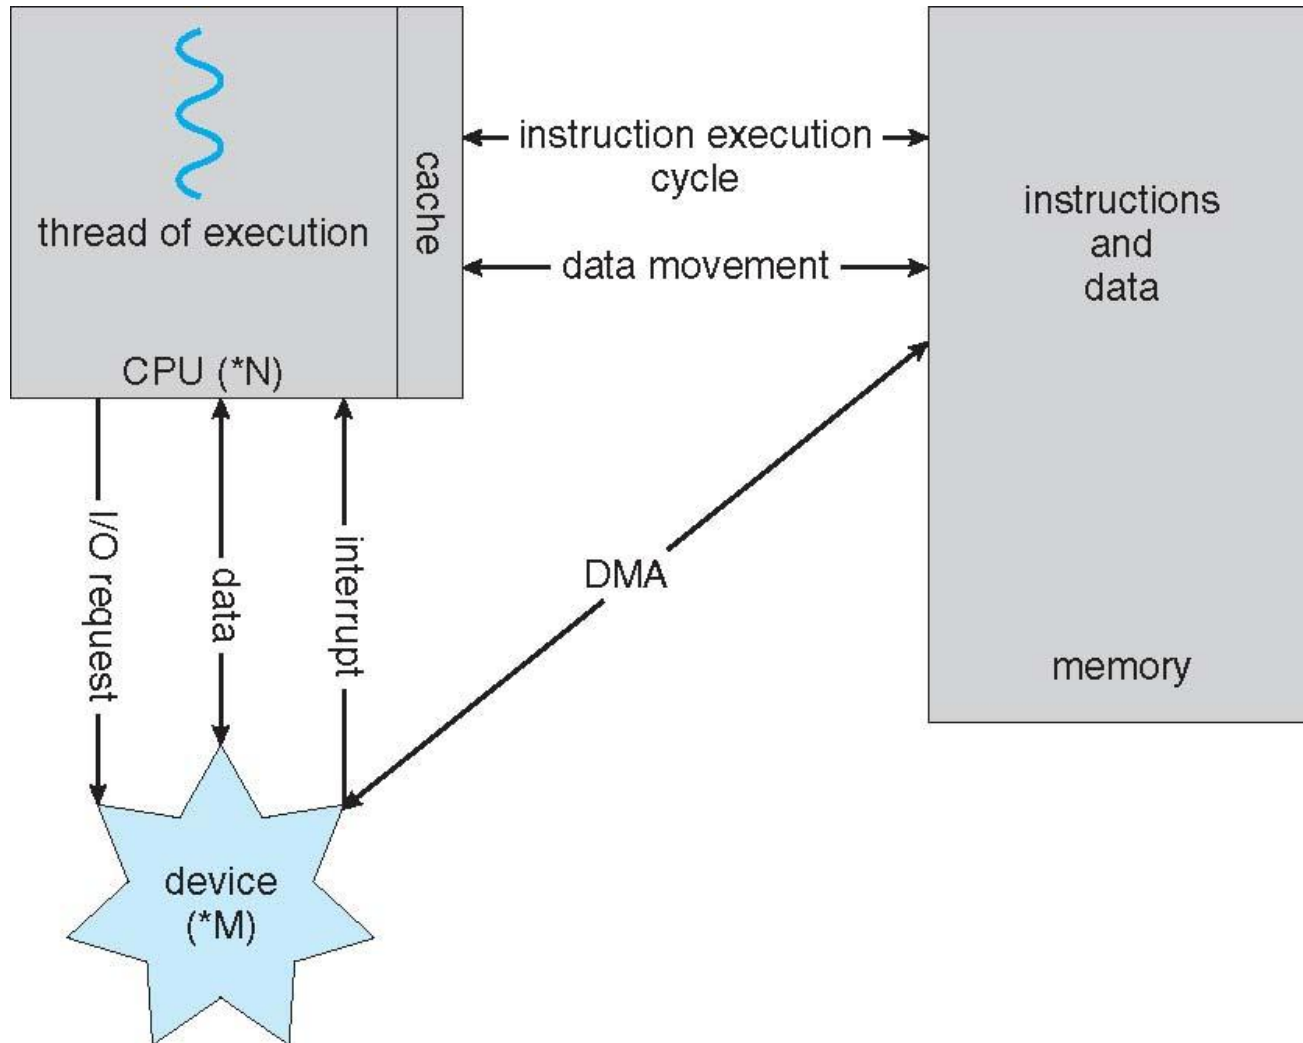 thread of execution
CPU (*N)
cache
instruction execution
cycle
data movement
instructions
and
data
memory
I/O request
data
interrupt
DMA
device
(*M)